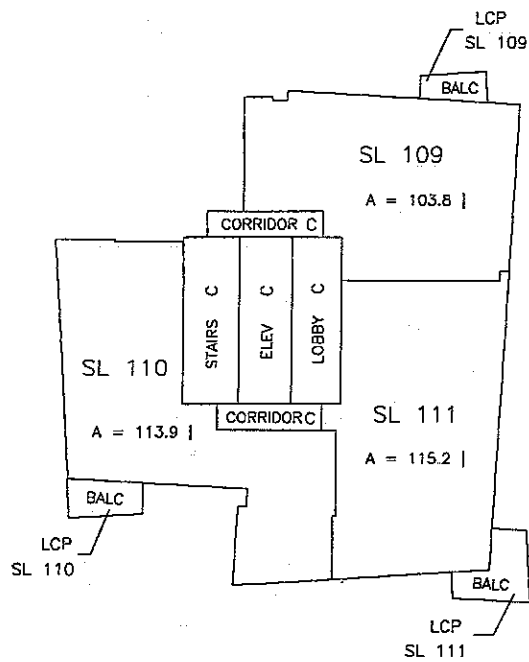 LCP
SL 109
BALC
SL 109
A = 103.8
CORRIDOR C
STAIRS C
ELEV C
LOBBY C
SL 110
A = 113.9
CORRIDOR C
SL 111
A = 115.2
BALC
LCP
SL 110
BALC
LCP
SL 111